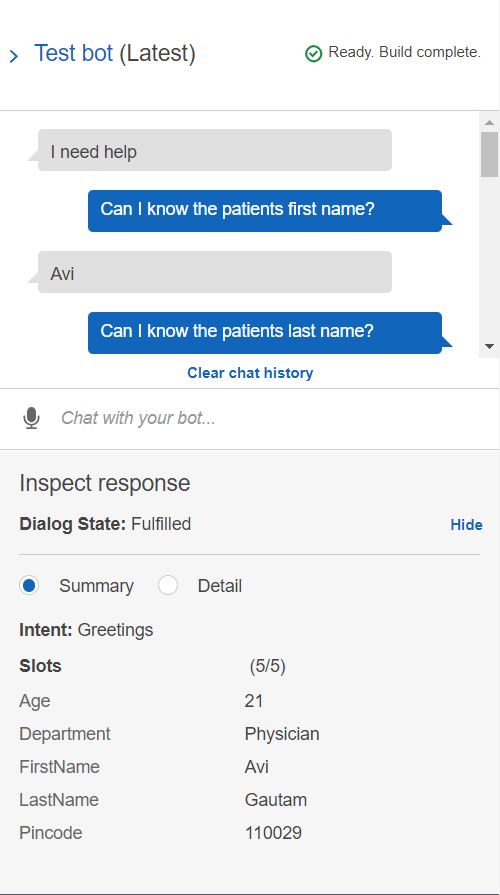 Test bot (Latest)
Ready. Build complete.
I need help
Can I know the patients first name?
Avi
Can I know the patients last name?
Clear chat history
Chat with your bot...
Inspect response
Dialog State: Fulfilled
Hide
Summary
Detail
Intent: Greetings
Slots (5/5)
Age 21
Department Physician
FirstName Avi
LastName Gautam
Pincode 110029